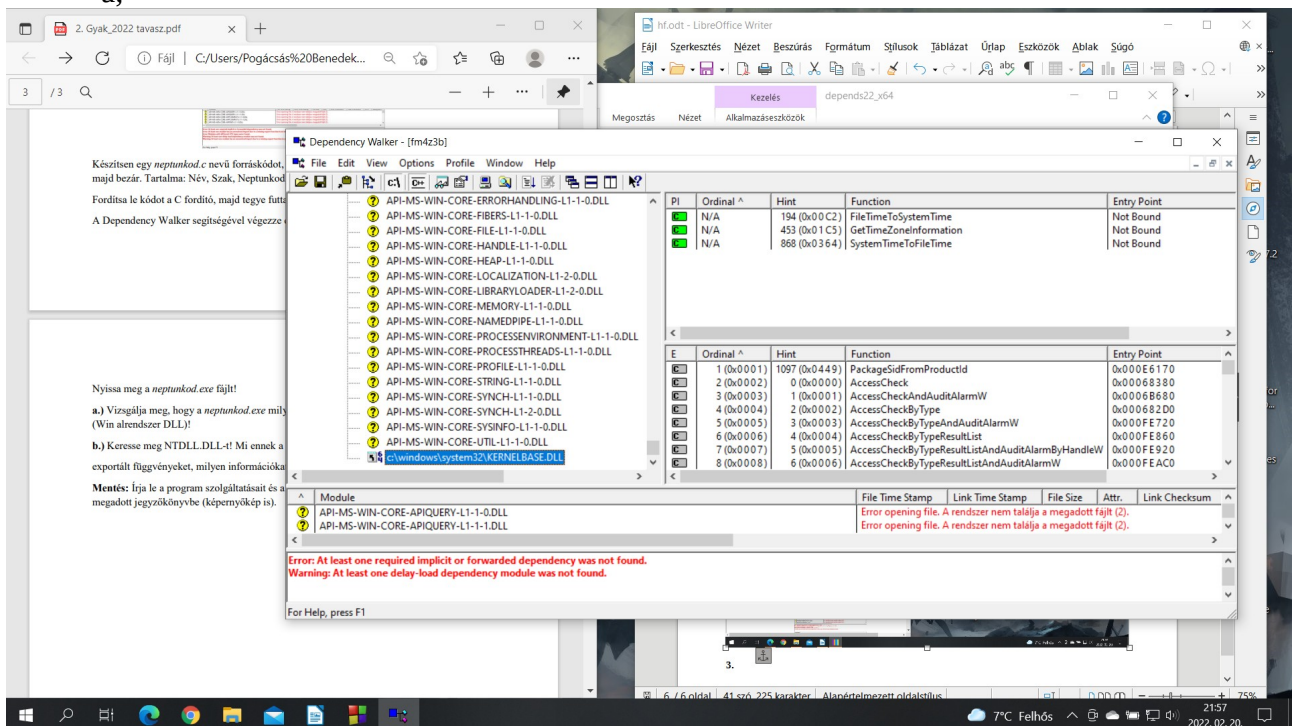 a,
2. Gyak_2022 tavasz.pdf
Fájl | C:/Users/Pogácsás%20Benedek...
3 /3
Készítsen egy neptunkod.c nevű forráskódot,
majd bezár. Tartalma: Név, Szak, Neptunkod
Fordítsa le kódot a C fordító, majd tegye futta
A Dependency Walker segítségével végezze
Nyissa meg a neptunkod.exe fájlt!
a.) Vizsgálja meg, hogy a neptunkod.exe mily
(Win alrendszer DLL)!
b.) Keresse meg NTDLL.DLL-t! Mi ennek a
exportált függvényeket, milyen információka
Mentés: Írja le a program szolgáltatásait és a
megadott jegyzőkönyvbe (képernyőkép is).
hf.odt - LibreOffice Writer
Fájl Szerkesztés Nézet Beszúrás Formátum Stílusok Táblázat Űrlap Eszközök Ablak Súgó
Kezelés depends22_x64
Megosztás Nézet Alkalmazáseszközök
Dependency Walker - [fm4z3b]
File Edit View Options Profile Window Help
API-MS-WIN-CORE-ERRORHANDLING-L1-1-0.DLL
API-MS-WIN-CORE-FIBERS-L1-1-0.DLL
API-MS-WIN-CORE-FILE-L1-1-0.DLL
API-MS-WIN-CORE-HANDLE-L1-1-0.DLL
API-MS-WIN-CORE-HEAP-L1-1-0.DLL
API-MS-WIN-CORE-LOCALIZATION-L1-2-0.DLL
API-MS-WIN-CORE-LIBRARYLOADER-L1-2-0.DLL
API-MS-WIN-CORE-MEMORY-L1-1-0.DLL
API-MS-WIN-CORE-NAMEDPIPE-L1-1-0.DLL
API-MS-WIN-CORE-PROCESSENVIRONMENT-L1-1-0.DLL
API-MS-WIN-CORE-PROCESSTHREADS-L1-1-0.DLL
API-MS-WIN-CORE-PROFILE-L1-1-0.DLL
API-MS-WIN-CORE-STRING-L1-1-0.DLL
API-MS-WIN-CORE-SYNCH-L1-1-0.DLL
API-MS-WIN-CORE-SYNCH-L1-2-0.DLL
API-MS-WIN-CORE-SYSINFO-L1-1-0.DLL
API-MS-WIN-CORE-UTIL-L1-1-0.DLL
c:\windows\system32\KERNELBASE.DLL
PI Ordinal ^ Hint Function Entry Point
N/A 194 (0x00C2) FileTimeToSystemTime Not Bound
N/A 453 (0x01C5) GetTimeZoneInformation Not Bound
N/A 868 (0x0364) SystemTimeToFileTime Not Bound
E Ordinal ^ Hint Function Entry Point
1 (0x0001) 1097 (0x0449) PackageSidFromProductId 0x000E6170
2 (0x0002) 0 (0x0000) AccessCheck 0x00068380
3 (0x0003) 1 (0x0001) AccessCheckAndAuditAlarmW 0x0006B680
4 (0x0004) 2 (0x0002) AccessCheckByType 0x000682D0
5 (0x0005) 3 (0x0003) AccessCheckByTypeAndAuditAlarmW 0x000FE720
6 (0x0006) 4 (0x0004) AccessCheckByTypeResultList 0x000FE860
7 (0x0007) 5 (0x0005) AccessCheckByTypeResultListAndAuditAlarmByHandleW 0x000FE920
8 (0x0008) 6 (0x0006) AccessCheckByTypeResultListAndAuditAlarmW 0x000FEAC0
^ Module File Time Stamp Link Time Stamp File Size Attr. Link Checksum
API-MS-WIN-CORE-APIQUERY-L1-1-0.DLL Error opening file. A rendszer nem találja a megadott fájlt (2).
API-MS-WIN-CORE-APIQUERY-L1-1-1.DLL Error opening file. A rendszer nem találja a megadott fájlt (2).
Error: At least one required implicit or forwarded dependency was not found.
Warning: At least one delay-load dependency module was not found.
For Help, press F1
3.
6 / 6 oldal 41 szó, 225 karakter Alapértelmezett oldalstílus 75%
7°C Felhős
21:57
2022. 02. 20.